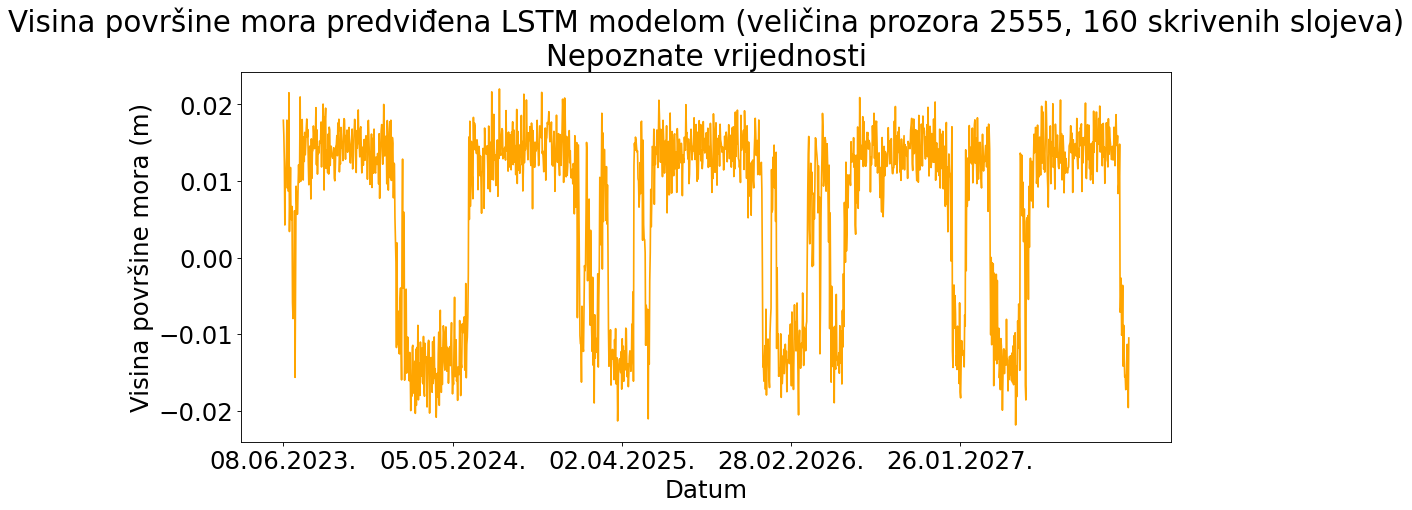 Visina površine mora predviđena LSTM modelom (veličina prozora 2555, 160 skrivenih slojeva)
Nepoznate vrijednosti
Visina površine mora (m)
0.02
0.01
0.00
−0.01
−0.02
08.06.2023. 05.05.2024. 02.04.2025. 28.02.2026. 26.01.2027.
Datum